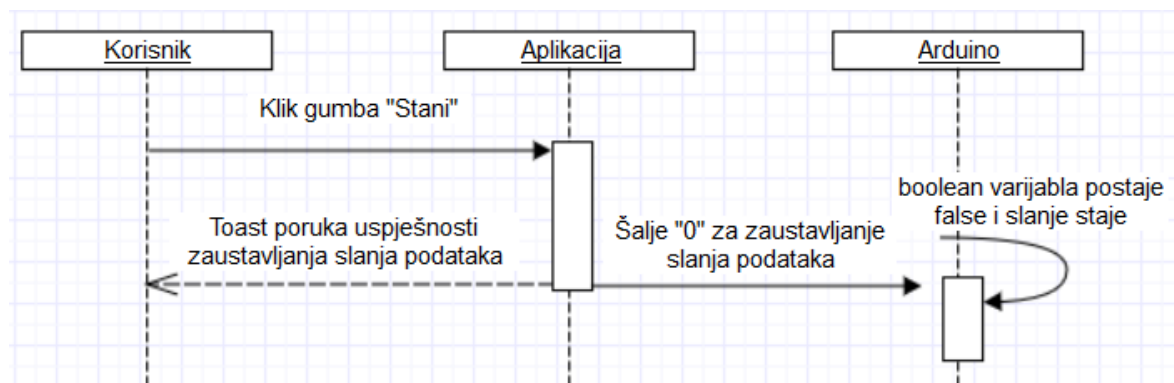 Korisnik
Aplikacija
Arduino
Klik gumba "Stani"
boolean varijabla postaje
false i slanje staje
Toast poruka uspješnosti
zaustavljanja slanja podataka
Šalje "0" za zaustavljanje
slanja podataka